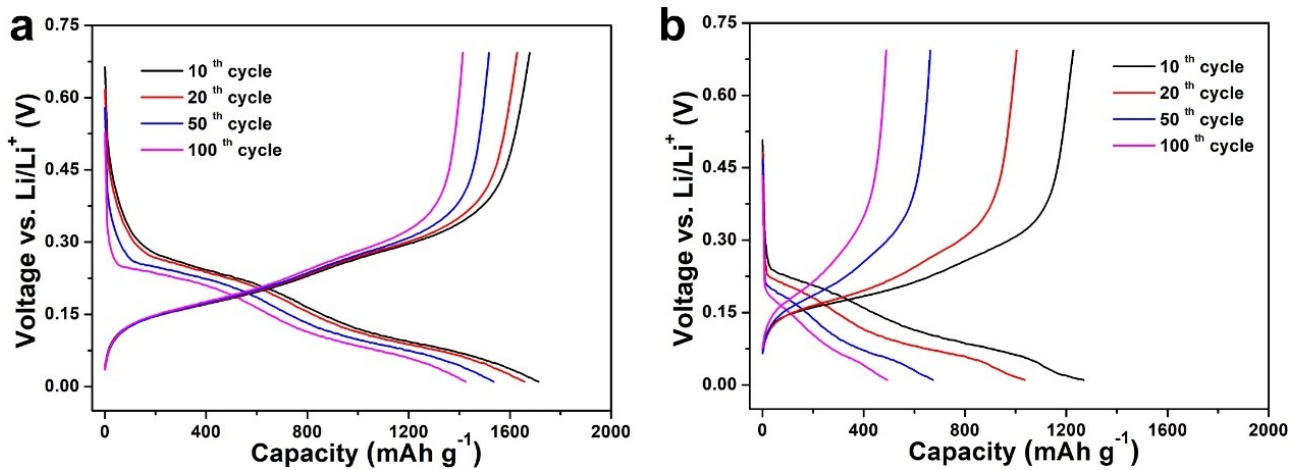 a
Voltage vs. Li/Li⁺ (V)
0.75
0.60
0.45
0.30
0.15
0.00
10 th cycle
20 th cycle
50 th cycle
100 th cycle
0 400 800 1200 1600 2000
Capacity (mAh g⁻¹)
b
Voltage vs. Li/Li⁺ (V)
0.75
0.60
0.45
0.30
0.15
0.00
10 th cycle
20 th cycle
50 th cycle
100 th cycle
0 400 800 1200 1600 2000
Capacity (mAh g⁻¹)